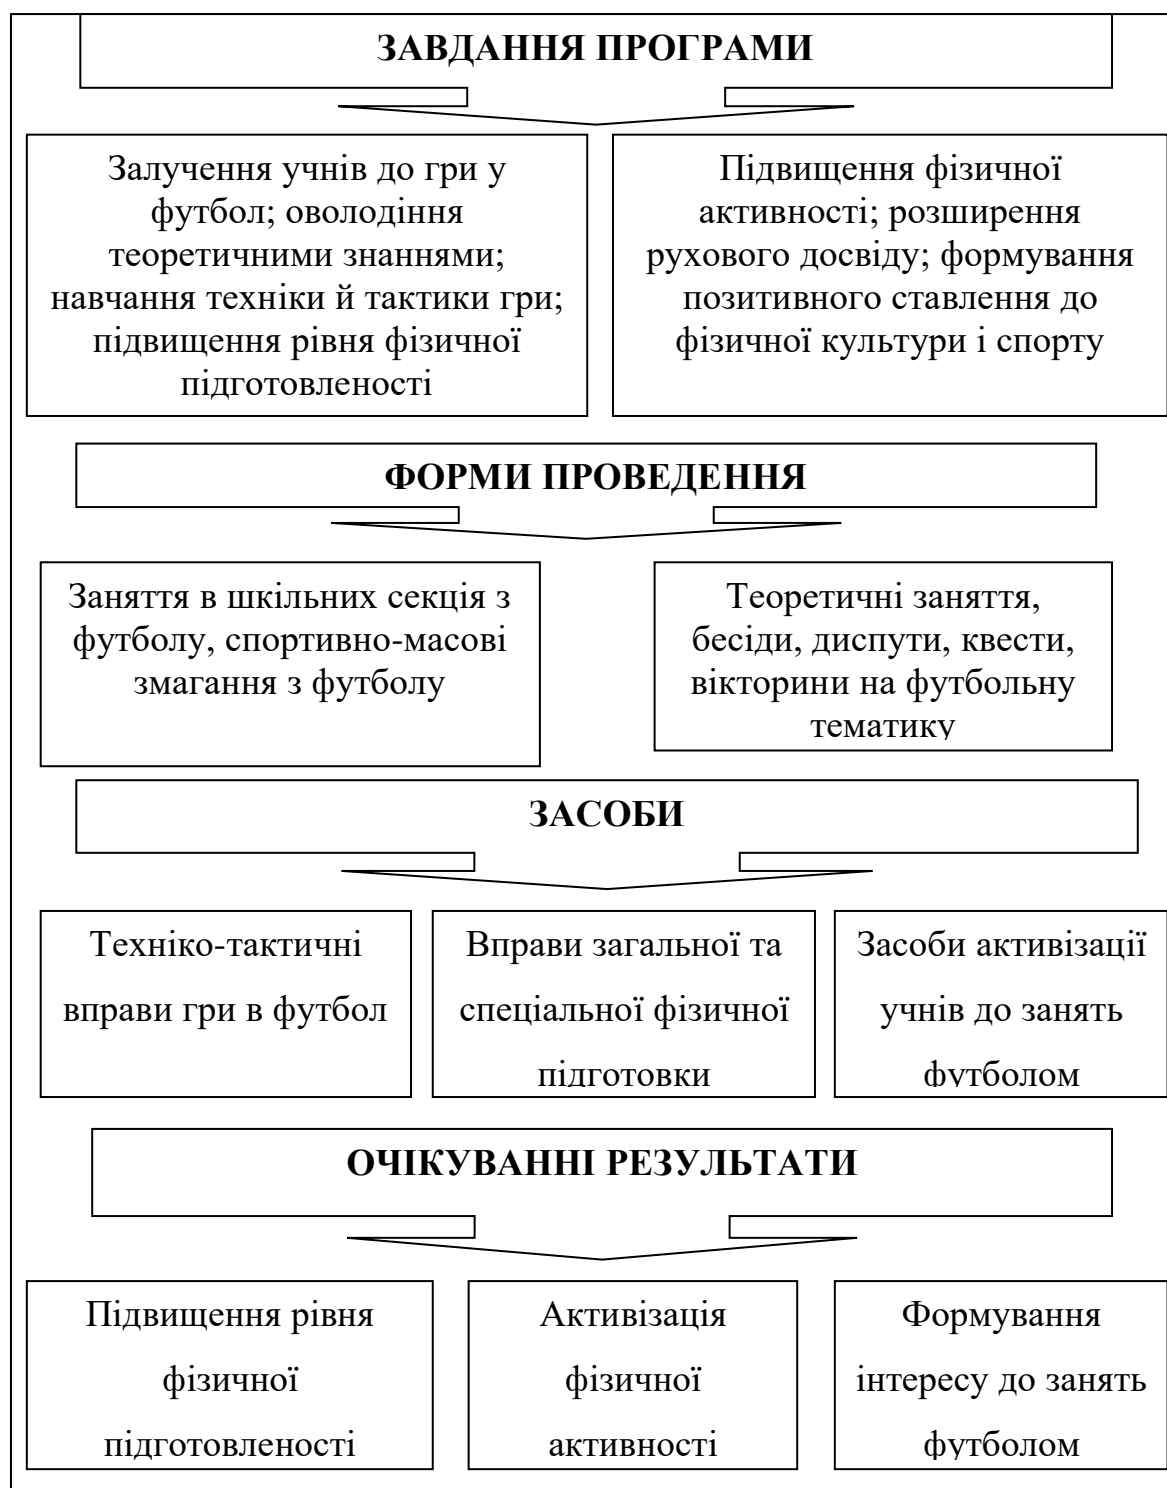 ЗАВДАННЯ ПРОГРАМИ
Залучення учнів до гри у
футбол; оволодіння
теоретичними знаннями;
навчання техніки й тактики гри;
підвищення рівня фізичної
підготовленості
Підвищення фізичної
активності; розширення
рухового досвіду; формування
позитивного ставлення до
фізичної культури і спорту
ФОРМИ ПРОВЕДЕННЯ
Заняття в шкільних секція з
футболу, спортивно-масові
змагання з футболу
Теоретичні заняття,
бесіди, диспути, квести,
вікторини на футбольну
тематику
ЗАСОБИ
Техніко-тактичні
вправи гри в футбол
Вправи загальної та
спеціальної фізичної
підготовки
Засоби активізації
учнів до занять
футболом
ОЧІКУВАННІ РЕЗУЛЬТАТИ
Підвищення рівня
фізичної
підготовленості
Активізація
фізичної
активності
Формування
інтересу до занять
футболом